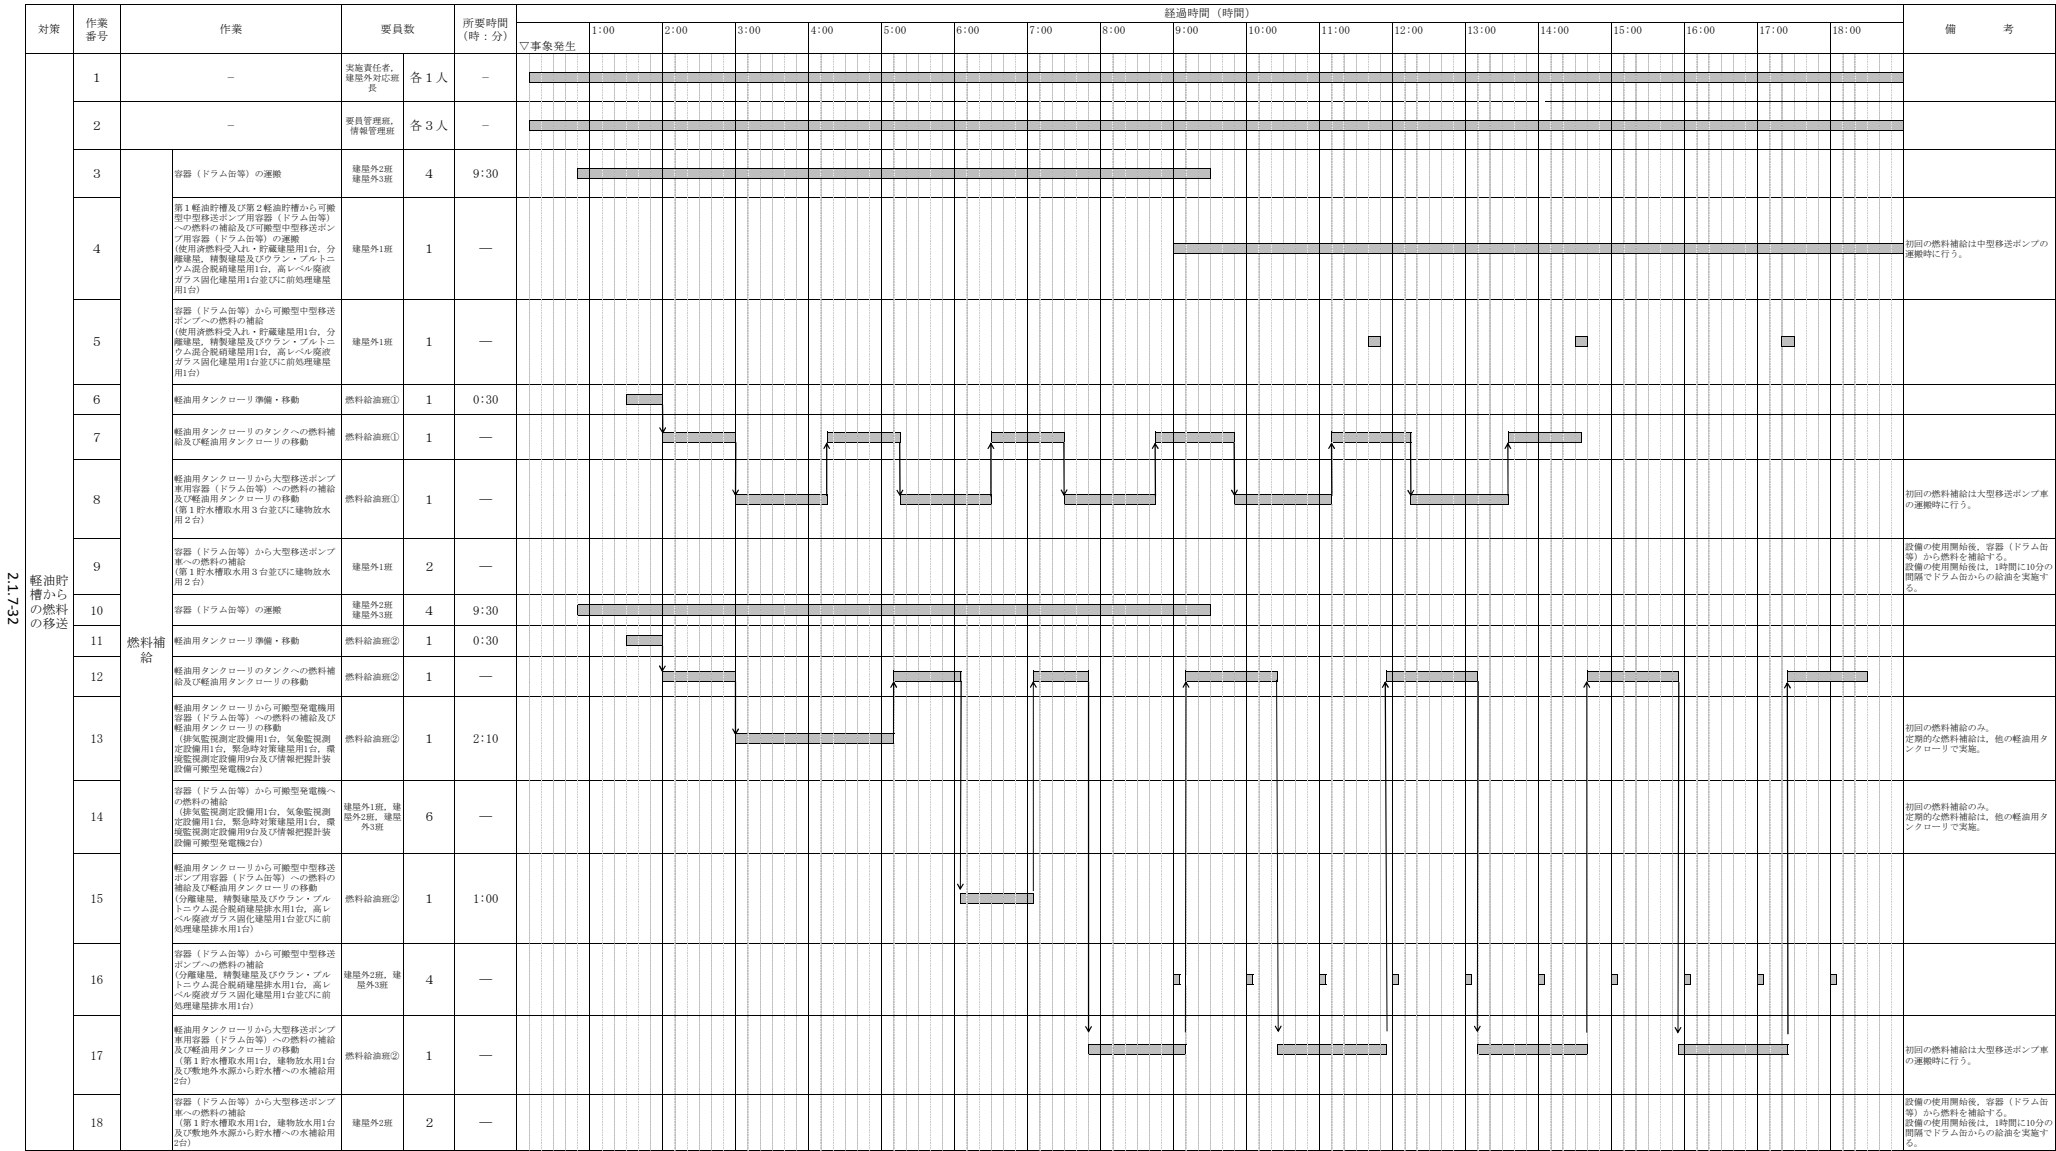 2.1.7-32
対策
作業
番号
作業
要員数
所要時間
(時：分)
経過時間（時間）
▽事象発生
1:00
2:00
3:00
4:00
5:00
6:00
7:00
8:00
9:00
10:00
11:00
12:00
13:00
14:00
15:00
16:00
17:00
18:00
備　考
軽油貯
槽から
の燃料
の移送
燃料補
給
1
－
実施責任者，
建屋外対応班
長
各１人
－
2
－
要員管理班，
情報管理班
各３人
－
3
容器（ドラム缶等）の運搬
建屋外2班
建屋外3班
4
9:30
4
第１軽油貯槽及び第２軽油貯槽から可搬
型中型移送ポンプ用容器（ドラム缶等）
への燃料の補給及び可搬型中型移送ポン
プ用容器（ドラム缶等）の運搬
(使用済燃料受入れ・貯蔵建屋用1台，分
離建屋，精製建屋及びウラン・プルトニ
ウム混合脱硝建屋用1台，高レベル廃液
ガラス固化建屋用1台並びに前処理建屋
用1台)
建屋外1班
1
―
初回の燃料補給は中型移送ポンプの
運搬時に行う。
5
容器（ドラム缶等）から可搬型中型移送
ポンプへの燃料の補給
(使用済燃料受入れ・貯蔵建屋用1台，分
離建屋，精製建屋及びウラン・プルトニ
ウム混合脱硝建屋用1台，高レベル廃液
ガラス固化建屋用1台並びに前処理建屋
用1台)
建屋外1班
1
―
6
軽油用タンクローリ準備・移動
燃料給油班①
1
0:30
7
軽油用タンクローリのタンクへの燃料補
給及び軽油用タンクローリの移動
燃料給油班①
1
―
8
軽油用タンクローリから大型移送ポンプ
車用容器（ドラム缶等）への燃料の補給
及び軽油用タンクローリの移動
(第１貯水槽取水用３台並びに建物放水
用２台)
燃料給油班①
1
―
初回の燃料補給は大型移送ポンプ車
の運搬時に行う。
9
容器（ドラム缶等）から大型移送ポンプ
車への燃料の補給
(第１貯水槽取水用３台並びに建物放水
用２台)
建屋外1班
2
―
設備の使用開始後，容器（ドラム缶
等）から燃料を補給する。
設備の使用開始後は，1時間に10分の
間隔でドラム缶からの給油を実施す
る。
10
容器（ドラム缶等）の運搬
建屋外2班
建屋外3班
4
9:30
11
軽油用タンクローリ準備・移動
燃料給油班②
1
0:30
12
軽油用タンクローリのタンクへの燃料補
給及び軽油用タンクローリの移動
燃料給油班②
1
―
13
軽油用タンクローリから可搬型発電機用
容器（ドラム缶等）への燃料の補給及び
軽油用タンクローリの移動
（排気監視測定設備用1台，気象監視測
定設備用1台，緊急時対策建屋用1台，環
境監視測定設備用9台及び情報把握計装
設備可搬型発電機2台）
燃料給油班②
1
2:10
初回の燃料補給のみ。
定期的な燃料補給は，他の軽油用タ
ンクローリで実施。
14
容器（ドラム缶等）から可搬型発電機へ
の燃料の補給
（排気監視測定設備用1台，気象監視測
定設備用1台，緊急時対策建屋用1台，環
境監視測定設備用9台及び情報把握計装
設備可搬型発電機2台）
建屋外1班，建
屋外2班，建屋
外3班
6
―
初回の燃料補給のみ。
定期的な燃料補給は，他の軽油用タ
ンクローリで実施。
15
軽油用タンクローリから可搬型中型移送
ポンプ用容器（ドラム缶等）への燃料の
補給及び軽油用タンクローリの移動
(分離建屋，精製建屋及びウラン・プル
トニウム混合脱硝建屋排水用1台，高レ
ベル廃液ガラス固化建屋用1台並びに前
処理建屋排水用1台)
燃料給油班②
1
1:00
16
容器（ドラム缶等）から可搬型中型移送
ポンプへの燃料の補給
(分離建屋，精製建屋及びウラン・プル
トニウム混合脱硝建屋排水用1台，高レ
ベル廃液ガラス固化建屋用1台並びに前
処理建屋排水用1台)
建屋外2班，建
屋外3班
4
―
17
軽油用タンクローリから大型移送ポンプ
車用容器（ドラム缶等）への燃料の補給
及び軽油用タンクローリの移動
（第１貯水槽取水用1台，建物放水用1台
及び敷地外水源から貯水槽への水補給用
2台）
燃料給油班②
1
―
初回の燃料補給は大型移送ポンプ車
の運搬時に行う。
18
容器（ドラム缶等）から大型移送ポンプ
車への燃料の補給
（第１貯水槽取水用1台，建物放水用1台
及び敷地外水源から貯水槽への水補給用
2台）
建屋外2班
2
―
設備の使用開始後，容器（ドラム缶
等）から燃料を補給する。
設備の使用開始後は，1時間に10分の
間隔でドラム缶からの給油を実施す
る。